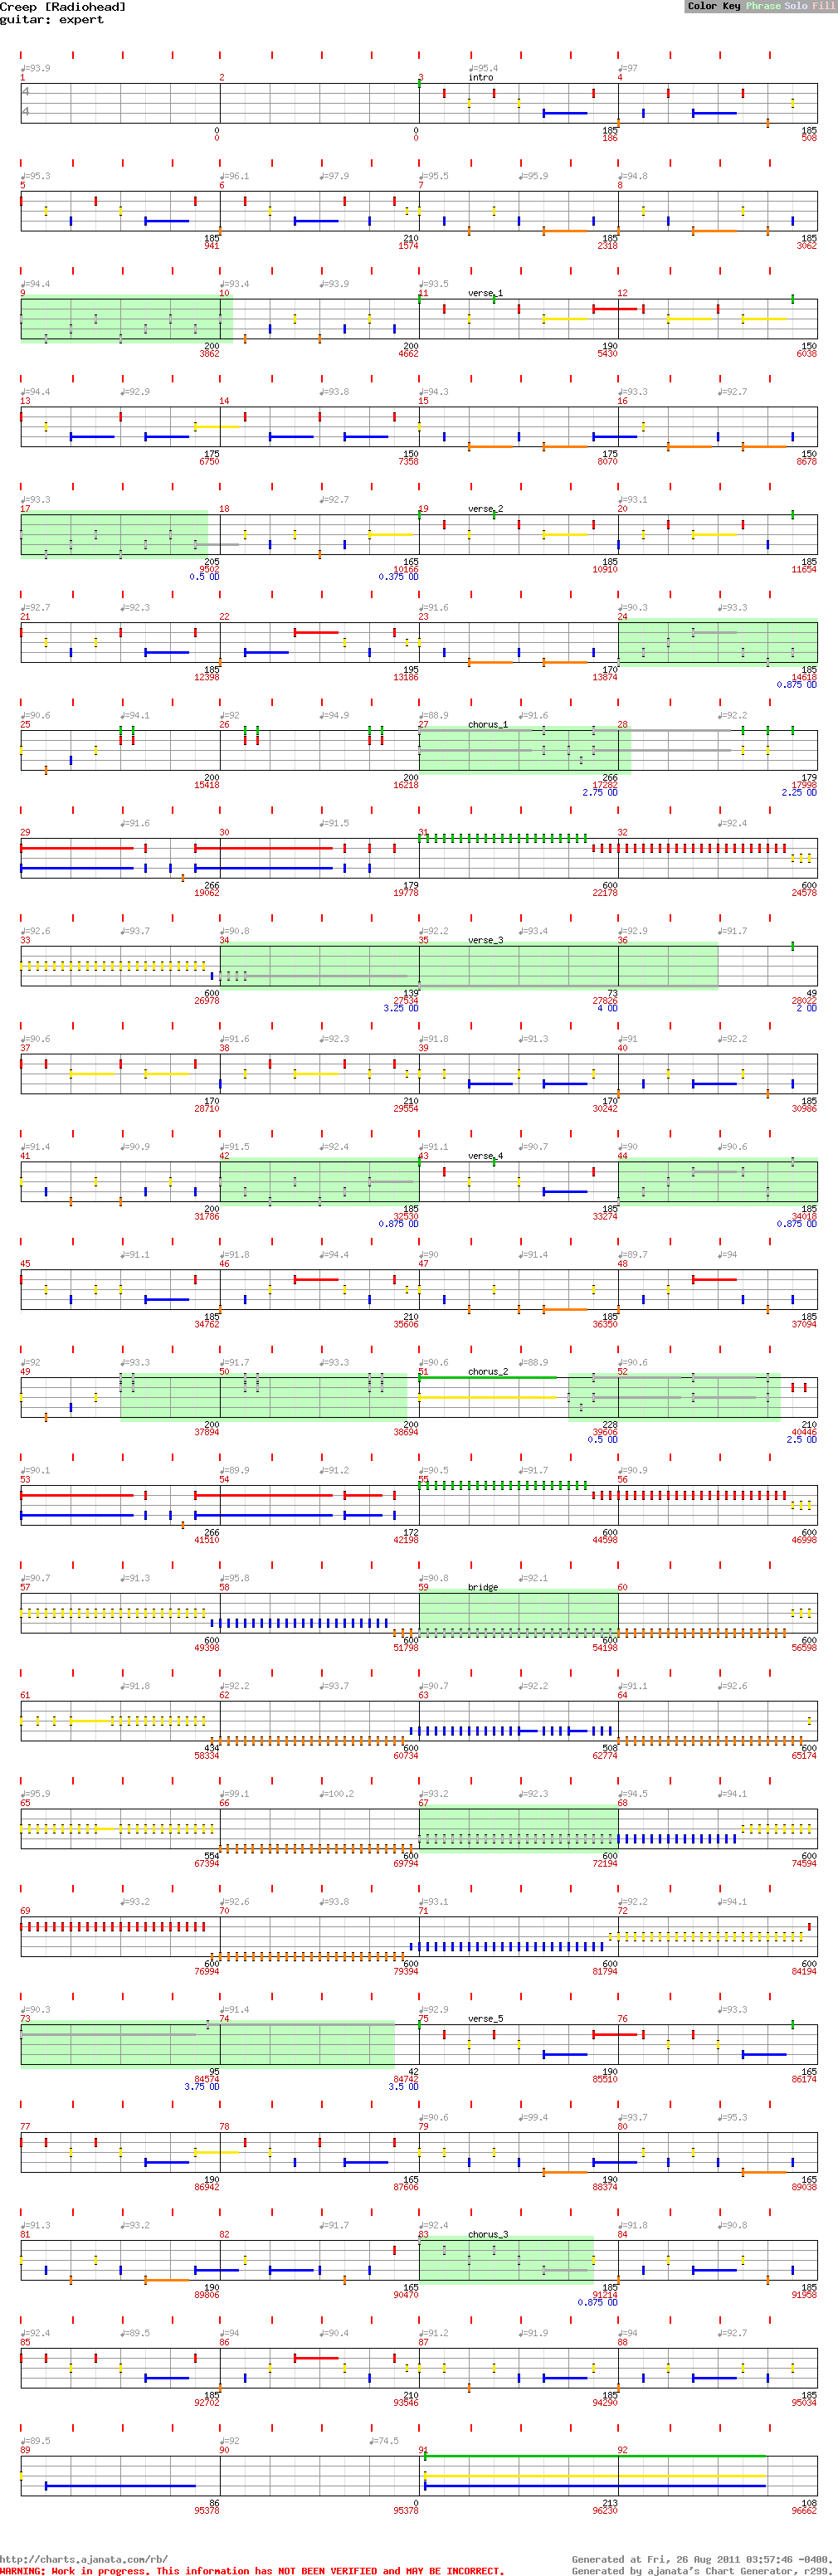 Creep [Radiohead] Color Key Phrase Solo Fill
guitar: expert
♩=93.9 ♩=95.4 ♩=97
1 2 3 intro 4
4
4
0 0 185 185
0 0 186 508
♩=95.3 ♩=96.1 ♩=97.9 ♩=95.5 ♩=95.9 ♩=94.8
5 6 7 8
185 210 185 185
941 1574 2318 3062
♩=94.4 ♩=93.4 ♩=93.9 ♩=93.5
9 10 11 verse_1 12
200 200 190 150
3862 4662 5430 6038
♩=94.4 ♩=92.9 ♩=93.8 ♩=94.3 ♩=93.3 ♩=92.7
13 14 15 16
175 150 175 150
6750 7358 8070 8678
♩=93.3 ♩=92.7 ♩=93.1
17 18 19 verse_2 20
205 165 185 185
9502 10166 10910 11654
0.5 OD 0.375 OD
♩=92.7 ♩=92.3 ♩=91.6 ♩=90.3 ♩=93.3
21 22 23 24
185 195 170 185
12398 13186 13874 14618
0.875 OD
♩=90.6 ♩=94.1 ♩=92 ♩=94.9 ♩=88.9 ♩=91.6 ♩=92.2
25 26 27 chorus_1 28
200 200 266 179
15418 16218 17282 17998
2.75 OD 2.25 OD
♩=91.6 ♩=91.5 ♩=92.4
29 30 31 32
266 179 600 600
19062 19778 22178 24578
♩=92.6 ♩=93.7 ♩=90.8 ♩=92.2 ♩=93.4 ♩=92.9 ♩=91.7
33 34 35 verse_3 36
600 139 73 49
26978 27534 27826 28022
3.25 OD 4 OD 2 OD
♩=90.6 ♩=91.6 ♩=92.3 ♩=91.8 ♩=91.3 ♩=91 ♩=92.2
37 38 39 40
170 210 170 185
28710 29554 30242 30986
♩=91.4 ♩=90.9 ♩=91.5 ♩=92.4 ♩=91.1 ♩=90.7 ♩=90 ♩=90.6
41 42 43 verse_4 44
200 185 185 185
31786 32530 33274 34018
0.875 OD 0.875 OD
♩=91.1 ♩=91.8 ♩=94.4 ♩=90 ♩=91.4 ♩=89.7 ♩=94
45 46 47 48
185 210 185 185
34762 35606 36350 37094
♩=92 ♩=93.3 ♩=91.7 ♩=93.3 ♩=90.6 ♩=88.9 ♩=90.6
49 50 51 chorus_2 52
200 200 228 210
37894 38694 39606 40446
0.5 OD 2.5 OD
♩=90.1 ♩=89.9 ♩=91.2 ♩=90.5 ♩=91.7 ♩=90.9
53 54 55 56
266 172 600 600
41510 42198 44598 46998
♩=90.7 ♩=91.3 ♩=95.8 ♩=90.8 ♩=92.1
57 58 59 bridge 60
600 600 600 600
49398 51798 54198 56598
♩=91.8 ♩=92.2 ♩=93.7 ♩=90.7 ♩=92.2 ♩=91.1 ♩=92.6
61 62 63 64
434 600 508 600
58334 60734 62774 65174
♩=95.9 ♩=99.1 ♩=100.2 ♩=93.2 ♩=92.3 ♩=94.5 ♩=94.1
65 66 67 68
554 600 600 600
67394 69794 72194 74594
♩=93.2 ♩=92.6 ♩=93.8 ♩=93.1 ♩=92.2 ♩=94.1
69 70 71 72
600 600 600 600
76994 79394 81794 84194
♩=90.3 ♩=91.4 ♩=92.9 ♩=93.3
73 74 75 verse_5 76
95 42 190 165
84574 84742 85510 86174
3.75 OD 3.5 OD
♩=90.6 ♩=99.4 ♩=93.7 ♩=95.3
77 78 79 80
190 165 190 165
86942 87606 88374 89038
♩=91.3 ♩=93.2 ♩=91.7 ♩=92.4 ♩=91.8 ♩=90.8
81 82 83 chorus_3 84
190 165 185 185
89806 90470 91214 91958
0.875 OD
♩=92.4 ♩=89.5 ♩=94 ♩=90.4 ♩=91.2 ♩=91.9 ♩=94 ♩=92.7
85 86 87 88
185 210 185 185
92702 93546 94290 95034
♩=89.5 ♩=92 ♩=74.5
89 90 91 92
86 0 213 108
95378 95378 96230 96662
http://charts.ajanata.com/rb/ Generated at Fri, 26 Aug 2011 03:57:46 -0400.
WARNING: Work in progress. This information has NOT BEEN VERIFIED and MAY BE INCORRECT. Generated by ajanata's Chart Generator, r299.